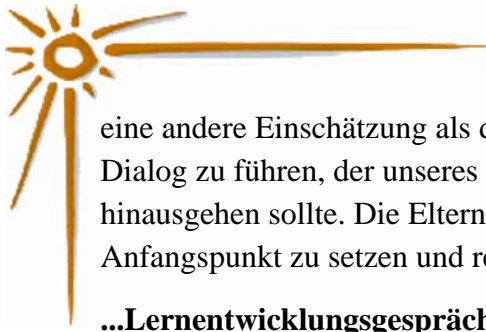 eine andere Einschätzung als
Dialog zu führen, der unseres
hinausgehen sollte. Die Eltern
Anfangspunkt zu setzen und
...Lernentwicklungsgespräch